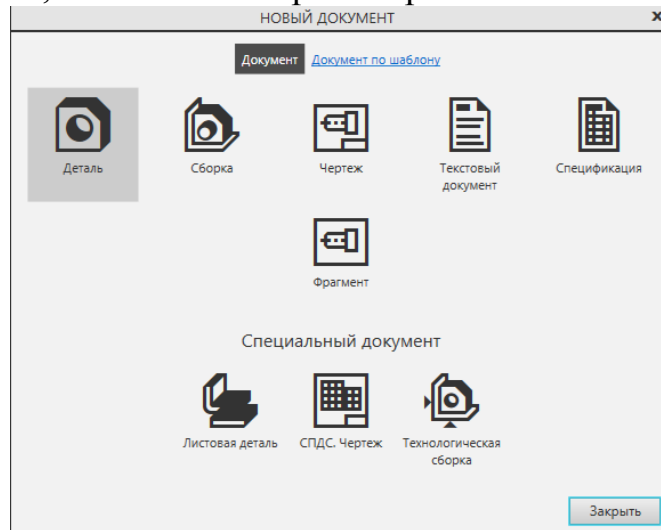 НОВЫЙ ДОКУМЕНТ x
Документ Документ по шаблону
Деталь Сборка Чертеж Текстовый документ Спецификация
Фрагмент
Специальный документ
Листовая деталь СПДС. Чертеж Технологическая сборка
Закрыть